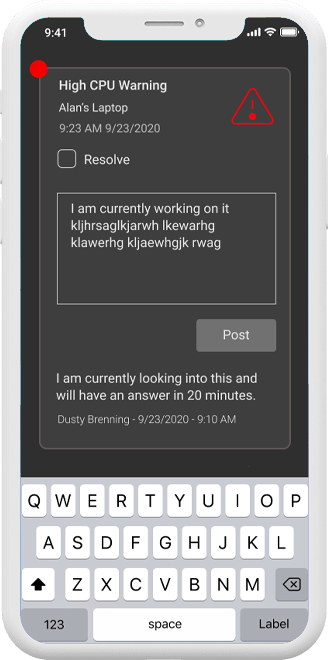 9:41
High CPU Warning
Alan's Laptop
9:23 AM 9/23/2020
Resolve
I am currently working on it
kljhrsaglkjarwh lkewarhg
klawerhg kljaewhgjk rwag
Post
I am currently looking into this and
will have an answer in 20 minutes.
Dusty Brenning - 9/23/2020 - 9:10 AM
Q W E R T Y U I O P
A S D F G H J K L
Z X C V B N M
123 space Label